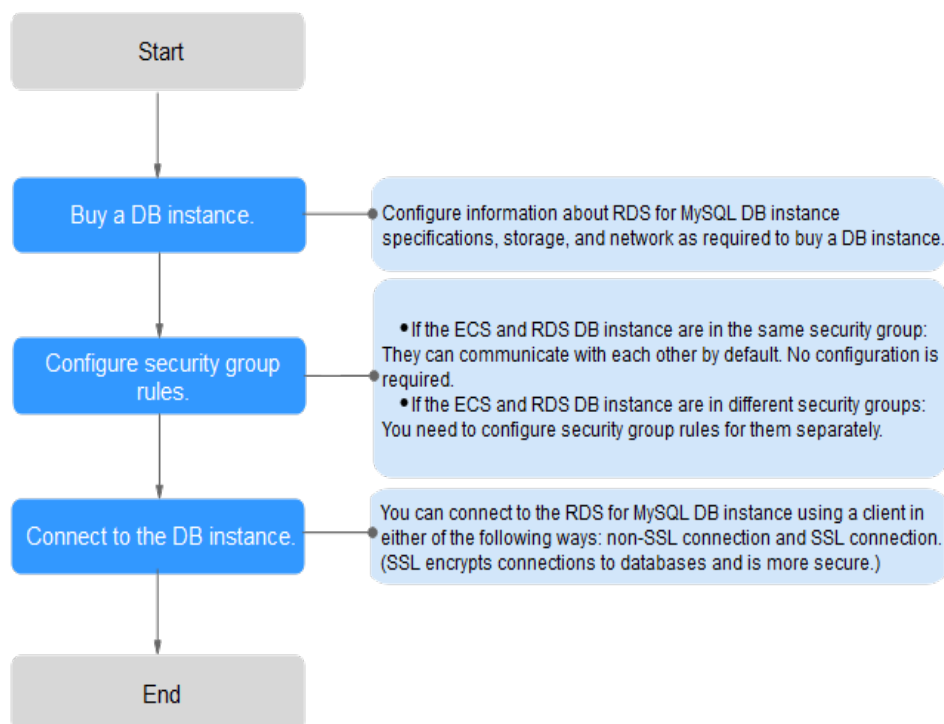 Start
Buy a DB instance.
Configure information about RDS for MySQL DB instance
specifications, storage, and network as required to buy a DB instance.
Configure security group
rules.
●If the ECS and RDS DB instance are in the same security group:
They can communicate with each other by default. No configuration is
required.
●If the ECS and RDS DB instance are in different security groups:
You need to configure security group rules for them separately.
Connect to the DB instance.
You can connect to the RDS for MySQL DB instance using a client in
either of the following ways: non-SSL connection and SSL connection.
(SSL encrypts connections to databases and is more secure.)
End